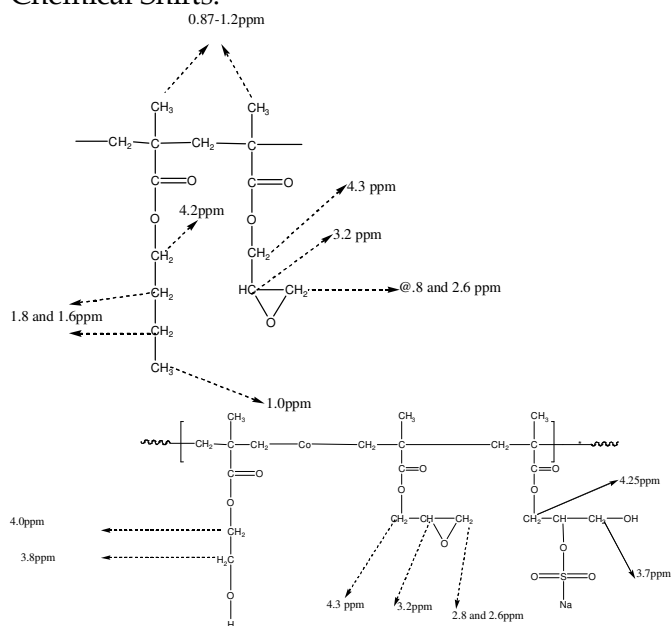 Chemical Shifts:
0.87-1.2ppm
CH3 CH3
CH2 C CH2 C
C O C O
4.2ppm 4.3 ppm
O O
CH2 CH2 3.2 ppm
CH2 HC CH2 @.8 and 2.6 ppm
1.8 and 1.6ppm O
CH2
CH3
1.0ppm
CH3 CH3 CH3
CH2 C CH2 Co CH2 C CH2 C *
C O C O C O
O O O 4.25ppm
4.0ppm CH2 CH2 CH CH2 CH2 CH CH2 OH
O
3.8ppm H2C O
4.3 ppm 3.2ppm O S O 3.7ppm
O 2.8 and 2.6ppm Na
H